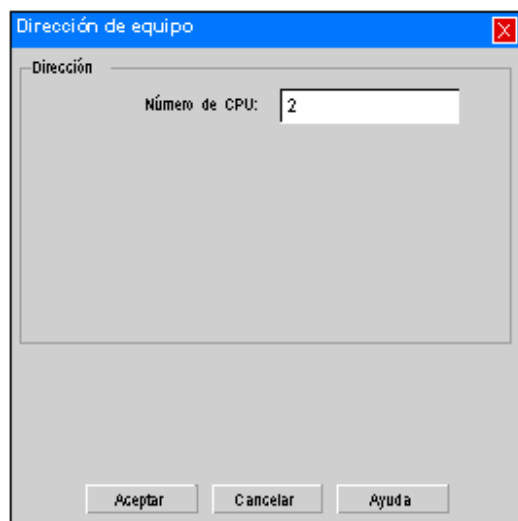 Dirección de equipo
Dirección
Número de CPU: 2
Aceptar Cancelar Ayuda